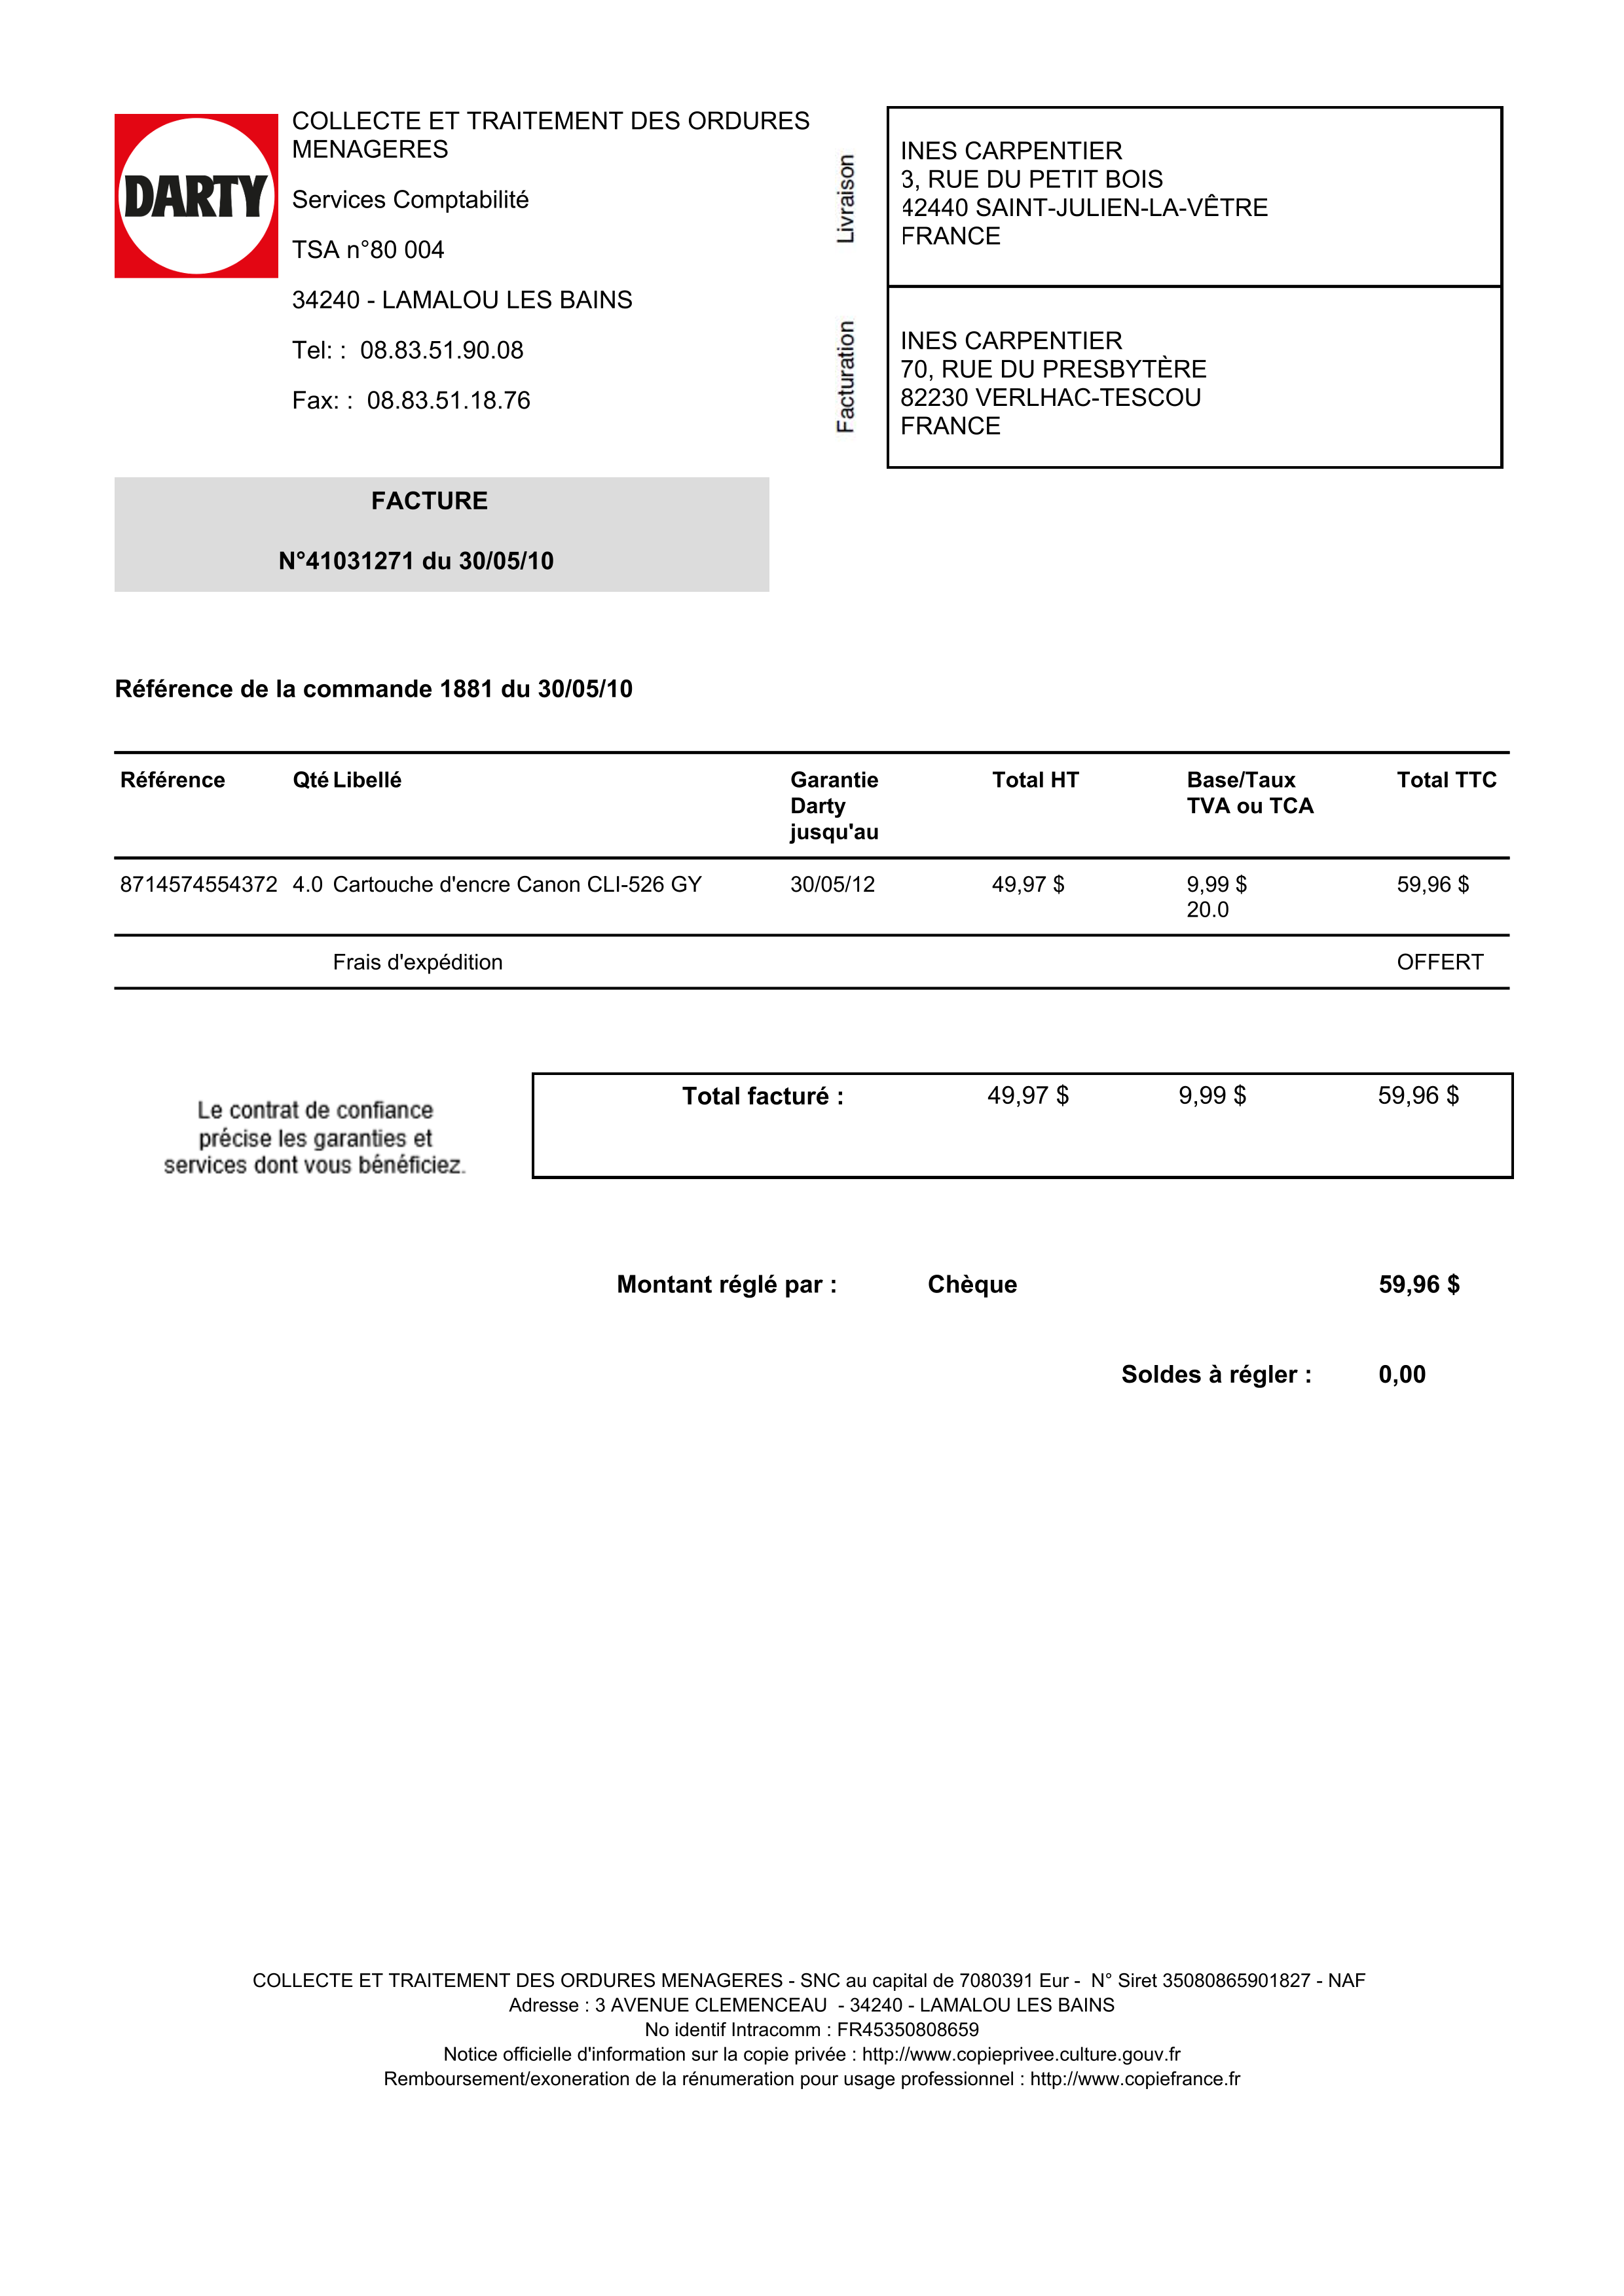 DARTY
COLLECTE ET TRAITEMENT DES ORDURES
MENAGERES
Services Comptabilité
TSA n°80 004
34240 - LAMALOU LES BAINS
Tel: : 08.83.51.90.08
Fax: : 08.83.51.18.76
Livraison
INES CARPENTIER
3, RUE DU PETIT BOIS
42440 SAINT-JULIEN-LA-VÊTRE
FRANCE
Facturation
INES CARPENTIER
70, RUE DU PRESBYTÈRE
82230 VERLHAC-TESCOU
FRANCE
FACTURE
N°41031271 du 30/05/10
Référence de la commande 1881 du 30/05/10
Référence Qté Libellé Garantie Total HT Base/Taux Total TTC
Darty TVA ou TCA
jusqu'au
8714574554372 4.0 Cartouche d'encre Canon CLI-526 GY 30/05/12 49,97 $ 9,99 $ 59,96 $
20.0
Frais d'expédition OFFERT
Total facturé : 49,97 $ 9,99 $ 59,96 $
Le contrat de confiance
précise les garanties et
services dont vous bénéficiez.
Montant réglé par : Chèque 59,96 $
Soldes à régler : 0,00
COLLECTE ET TRAITEMENT DES ORDURES MENAGERES - SNC au capital de 7080391 Eur - N° Siret 35080865901827 - NAF
Adresse : 3 AVENUE CLEMENCEAU - 34240 - LAMALOU LES BAINS
No identif Intracomm : FR45350808659
Notice officielle d'information sur la copie privée : http://www.copieprivee.culture.gouv.fr
Remboursement/exoneration de la rénumeration pour usage professionnel : http://www.copiefrance.fr